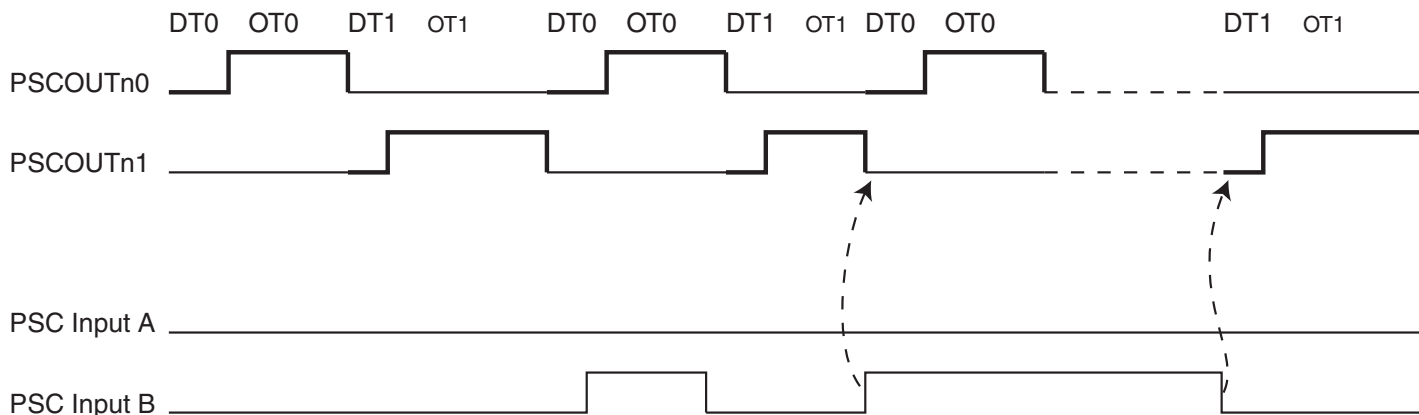 DT0 OT0 DT1 OT1 DT0 OT0 DT1 OT1 DT0 OT0 DT1 OT1
PSCOUTn0
PSCOUTn1
PSC Input A
PSC Input B